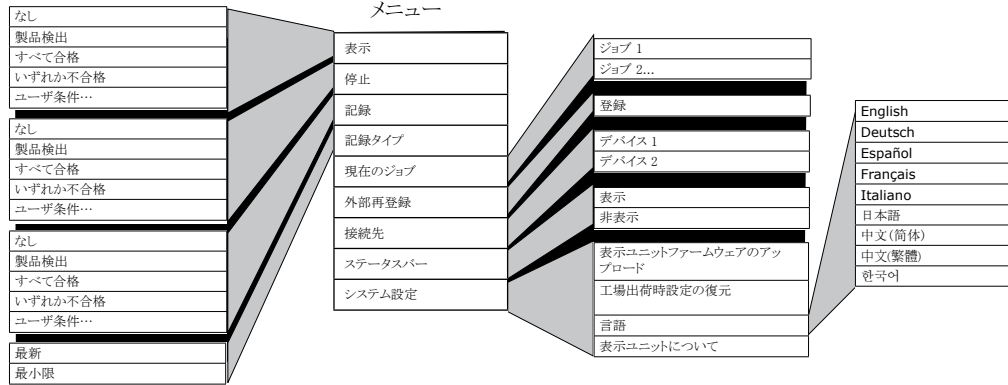 メニュー
なし
製品検出
すべて合格
いずれか不合格
ユーザ条件…
なし
製品検出
すべて合格
いずれか不合格
ユーザ条件…
なし
製品検出
すべて合格
いずれか不合格
ユーザ条件…
最新
最小限
表示
停止
記録
記録タイプ
現在のジョブ
外部再登録
接続先
ステータスバー
システム設定
ジョブ 1
ジョブ 2...
登録
デバイス 1
デバイス 2
表示
非表示
表示ユニットファームウェアのアッ
プロード
工場出荷時設定の復元
言語
表示ユニットについて
English
Deutsch
Español
Français
Italiano
日本語
中文(简体)
中文(繁體)
한국어